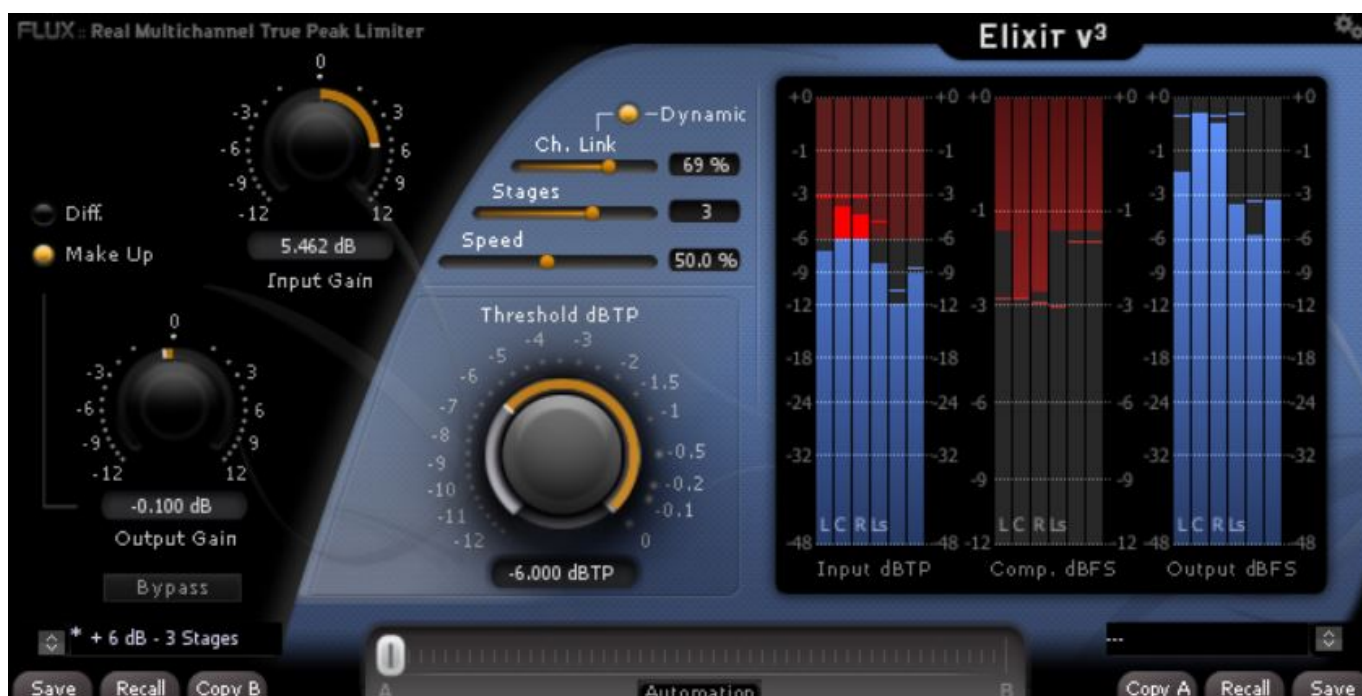 FLUX:: Real Multichannel True Peak Limiter
Elixir v³
0
-3 3
-6 6
-9 9
-12 12
5.462 dB
Input Gain
Diff.
Make Up
0
-3 3
-6 6
-9 9
-12 12
-0.100 dB
Output Gain
Bypass
* + 6 dB - 3 Stages
Save Recall Copy B
Dynamic
Ch. Link
69 %
Stages
3
Speed
50.0 %
Threshold dBTP
-12 -11 -10 -9 -8 -7 -6 -5 -4 -3 -2 -1.5 -1 -0.5 -0.2 -0.1 0
-6.000 dBTP
+0 +0 +0 +0 +0 +0
-1 -1 -1 -1
-3 -3 -1 -1 -3 -3
-6 -6 -6 -6
-9 -9 -9 -9
-12 -12 -3 -3 -12 -12
-18 -18 -18 -18
-24 -24 -6 -6 -24 -24
-32 -32 -9 -9 -32 -32
L C R Ls L C R Ls L C R Ls
-48 -48 -12 -12 -48 -48
Input dBTP Comp. dBFS Output dBFS
A Automation B
---
Copy A Recall Save